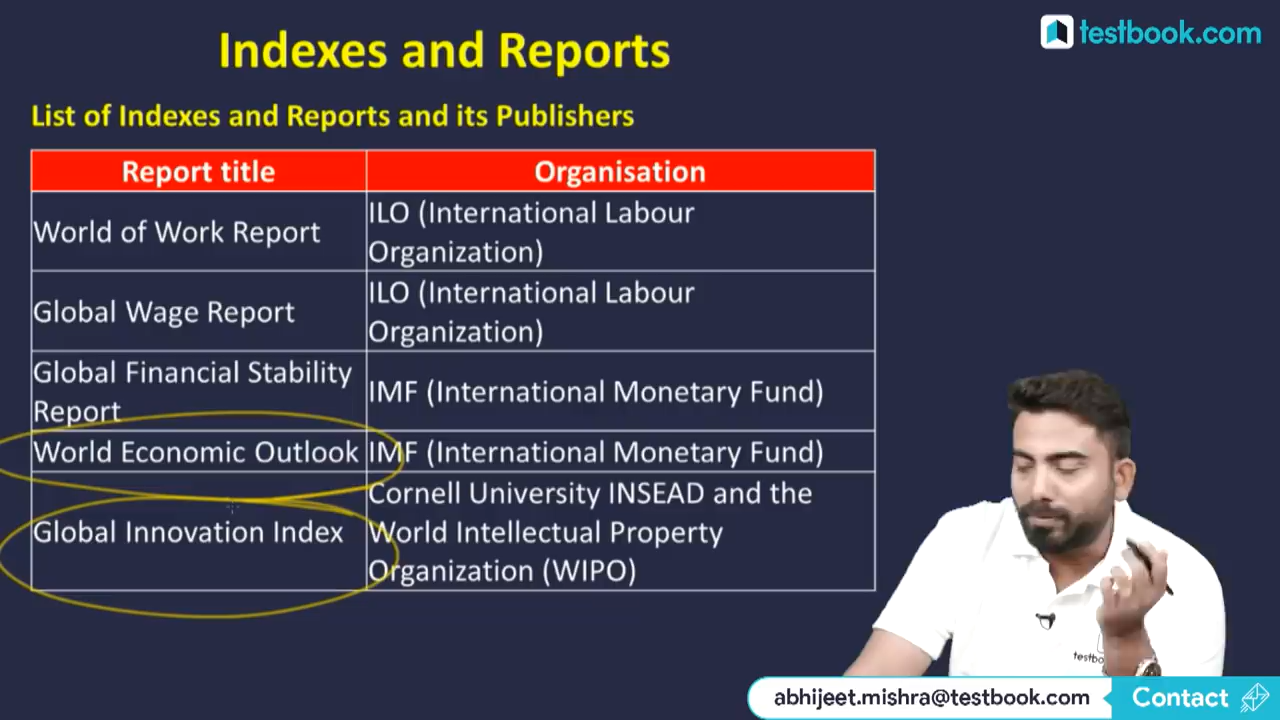 Indexes and Reports
testbook.com
List of Indexes and Reports and its Publishers
Report title
Organisation
World of Work Report
ILO (International Labour
Organization)
Global Wage Report
ILO (International Labour
Organization)
Global Financial Stability
Report
IMF (International Monetary Fund)
World Economic Outlook
IMF (International Monetary Fund)
Global Innovation Index
Cornell University INSEAD and the
World Intellectual Property
Organization (WIPO)
testbo
abhijeet.mishra@testbook.com
Contact